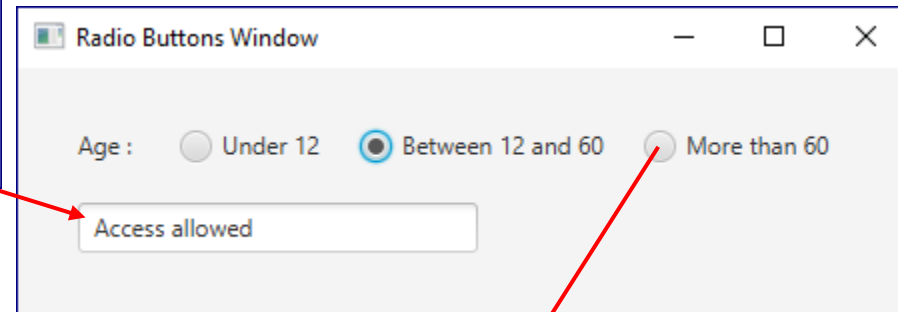 Radio Buttons Window
Age : Under 12 Between 12 and 60 More than 60
Access allowed